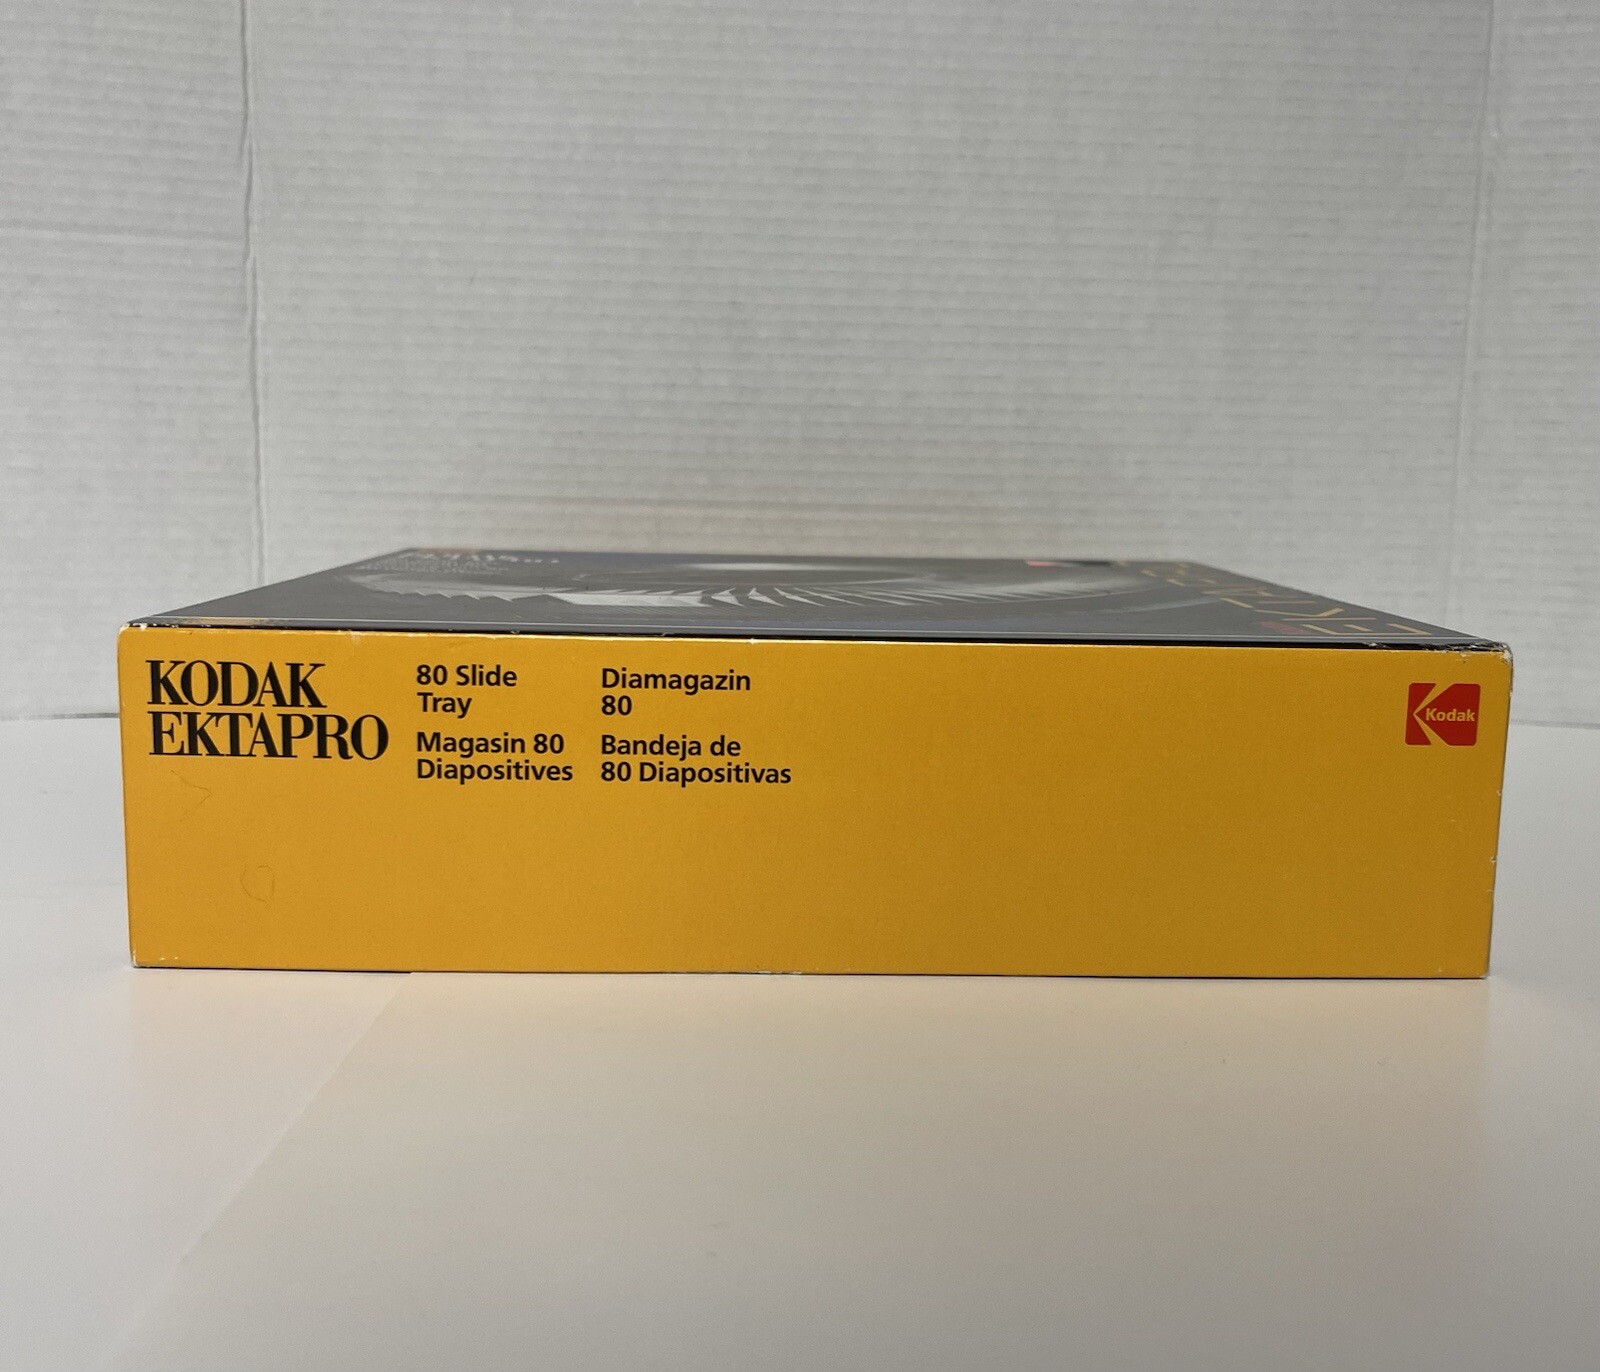 KODAK
EKTAPRO
80 Slide
Tray
Magasin 80
Diapositives
Diamagazin
80
Bandeja de
80 Diapositivas
Kodak